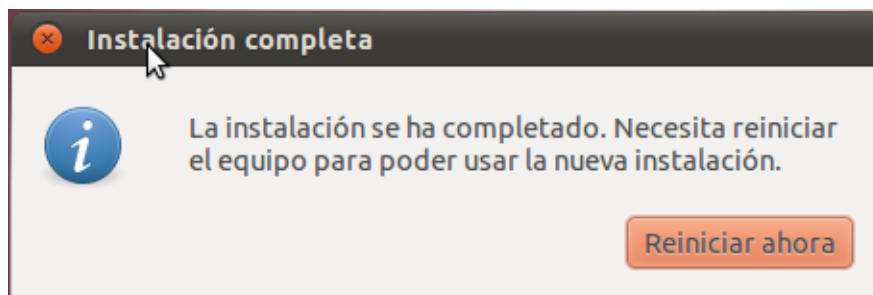 Instalación completa
La instalación se ha completado. Necesita reiniciar
el equipo para poder usar la nueva instalación.
Reiniciar ahora